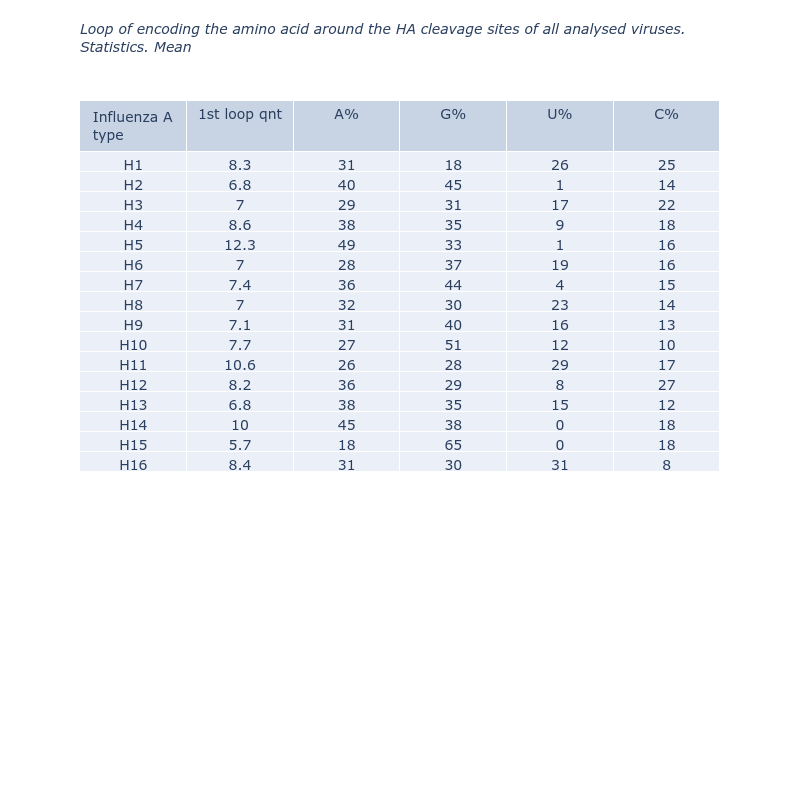 Loop of encoding the amino acid around the HA cleavage sites of all analysed viruses.
Statistics. Mean
Influenza A type 1st loop qnt A% G% U% C%
H1 8.3 31 18 26 25
H2 6.8 40 45 1 14
H3 7 29 31 17 22
H4 8.6 38 35 9 18
H5 12.3 49 33 1 16
H6 7 28 37 19 16
H7 7.4 36 44 4 15
H8 7 32 30 23 14
H9 7.1 31 40 16 13
H10 7.7 27 51 12 10
H11 10.6 26 28 29 17
H12 8.2 36 29 8 27
H13 6.8 38 35 15 12
H14 10 45 38 0 18
H15 5.7 18 65 0 18
H16 8.4 31 30 31 8